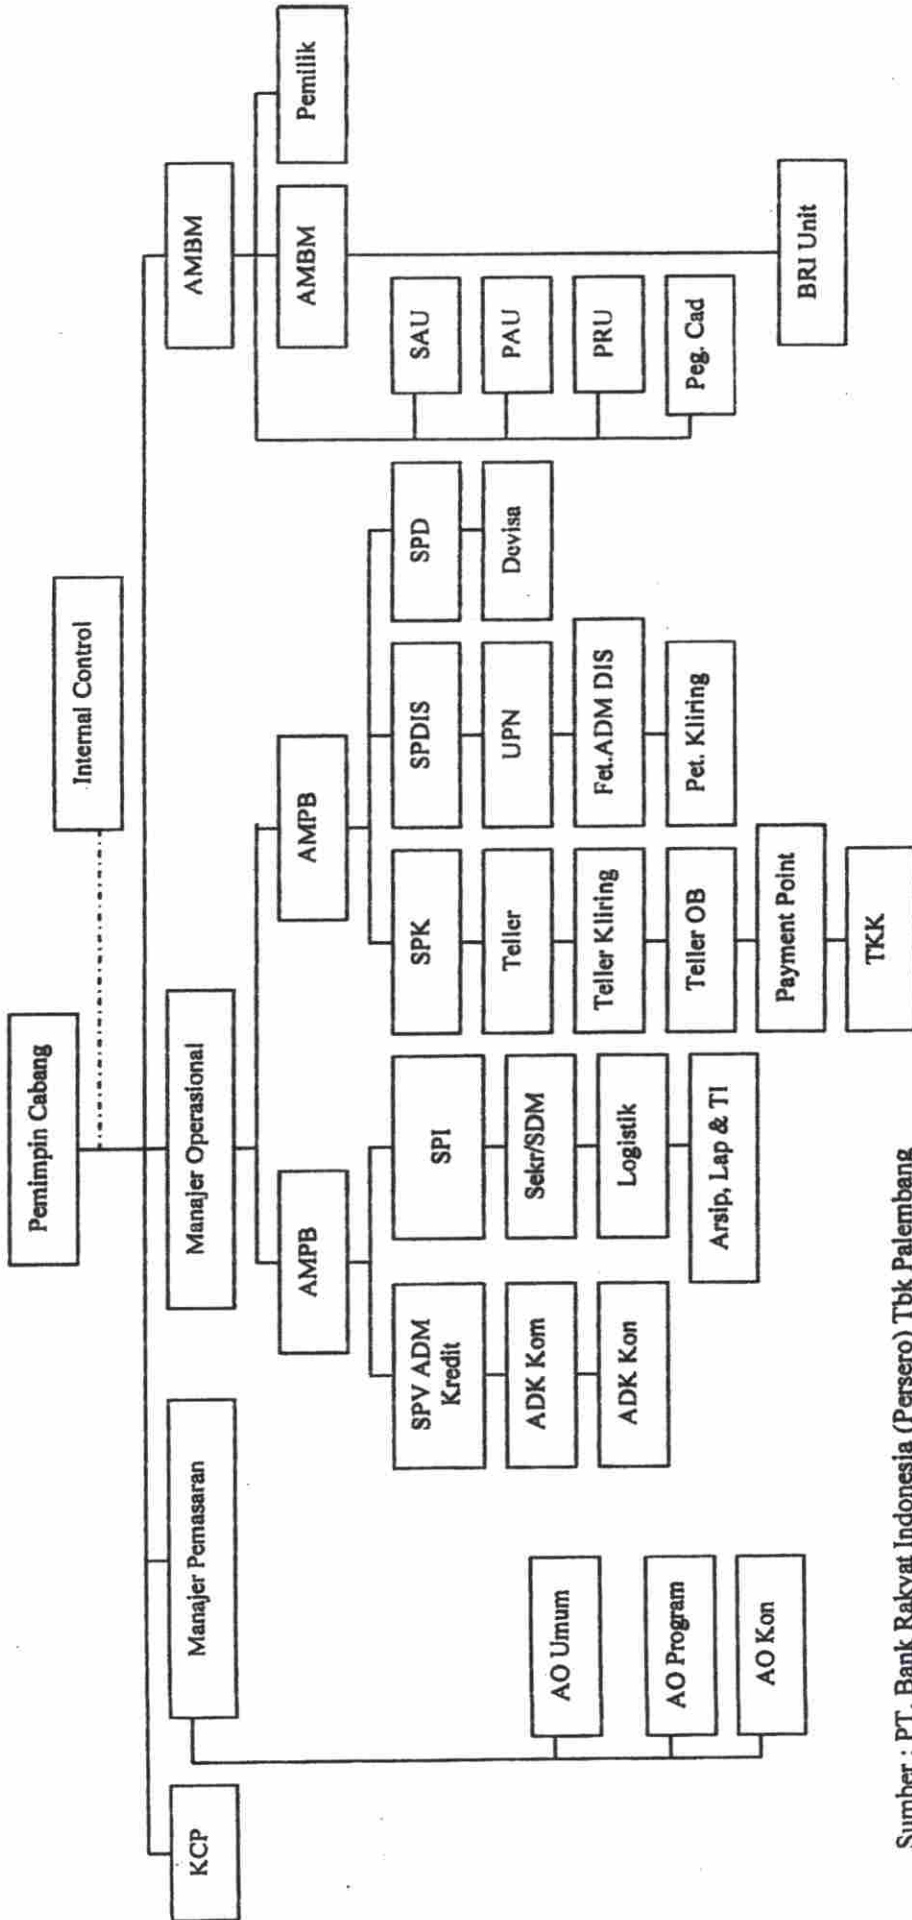 Pemimpin Cabang
Internal Control
KCP
Manajer Pemasaran
Manajer Operasional
AMBM
AMPB
AMPB
AMBM
Pemilik
SPV ADM
Kredit
SPI
SPK
SPDIS
SPD
SAU
ADK Kom
Sekr/SDM
Teller
UPN
Devisa
PAU
AO Umum
ADK Kon
Logistik
Teller Kliring
Fet.ADM DIS
PRU
AO Program
Arsip, Lap & TI
Teller OB
Pet. Kliring
Peg. Cad
AO Kon
Payment Point
BRI Unit
TKK
Sumber : PT. Bank Rakyat Indonesia (Persero) Tbk Palembang